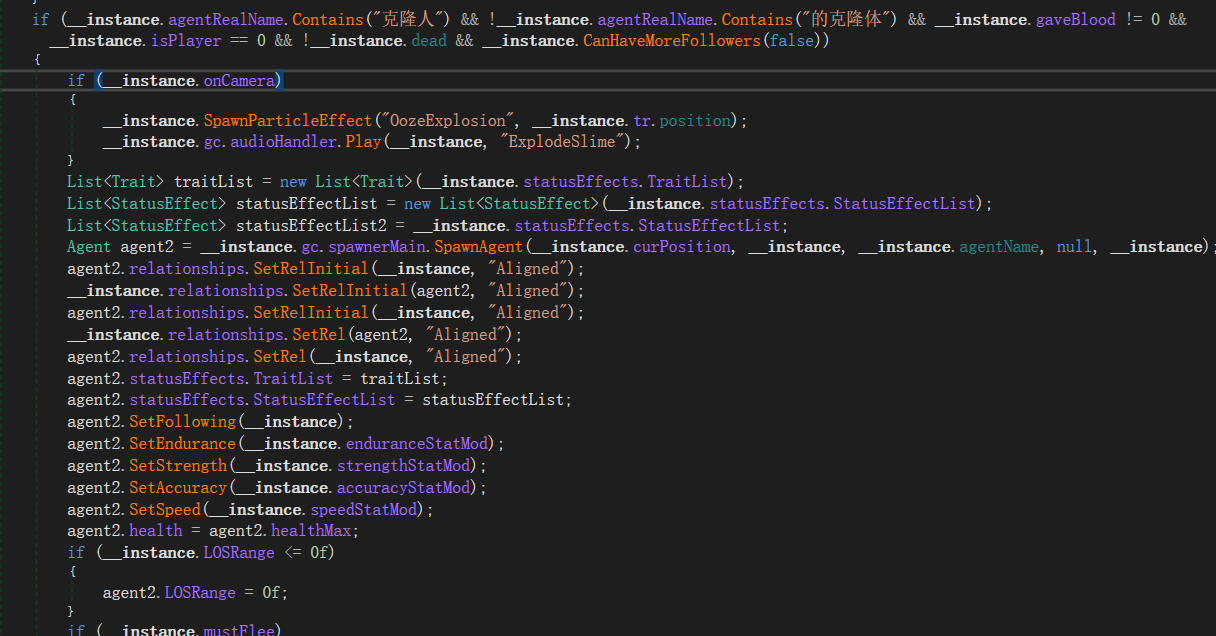 }
if (__instance.agentRealName.Contains("克隆人") && !__instance.agentRealName.Contains("的克隆体") && __instance.gaveBlood != 0 &&
__instance.isPlayer == 0 && !__instance.dead && __instance.CanHaveMoreFollowers(false))
{
if (__instance.onCamera)
{
__instance.SpawnParticleEffect("OozeExplosion", __instance.tr.position);
__instance.gc.audioHandler.Play(__instance, "ExplodeSlime");
}
List<Trait> traitList = new List<Trait>(__instance.statusEffects.TraitList);
List<StatusEffect> statusEffectList = new List<StatusEffect>(__instance.statusEffects.StatusEffectList);
List<StatusEffect> statusEffectList2 = __instance.statusEffects.StatusEffectList;
Agent agent2 = __instance.gc.spawnerMain.SpawnAgent(__instance.curPosition, __instance, __instance.agentName, null, __instance);
agent2.relationships.SetRelInitial(__instance, "Aligned");
__instance.relationships.SetRelInitial(agent2, "Aligned");
agent2.relationships.SetRelInitial(__instance, "Aligned");
__instance.relationships.SetRel(agent2, "Aligned");
agent2.relationships.SetRel(__instance, "Aligned");
agent2.statusEffects.TraitList = traitList;
agent2.statusEffects.StatusEffectList = statusEffectList;
agent2.SetFollowing(__instance);
agent2.SetEndurance(__instance.enduranceStatMod);
agent2.SetStrength(__instance.strengthStatMod);
agent2.SetAccuracy(__instance.accuracyStatMod);
agent2.SetSpeed(__instance.speedStatMod);
agent2.health = agent2.healthMax;
if (__instance.LOSRange <= 0f)
{
agent2.LOSRange = 0f;
}
if (__instance.mustFlee)